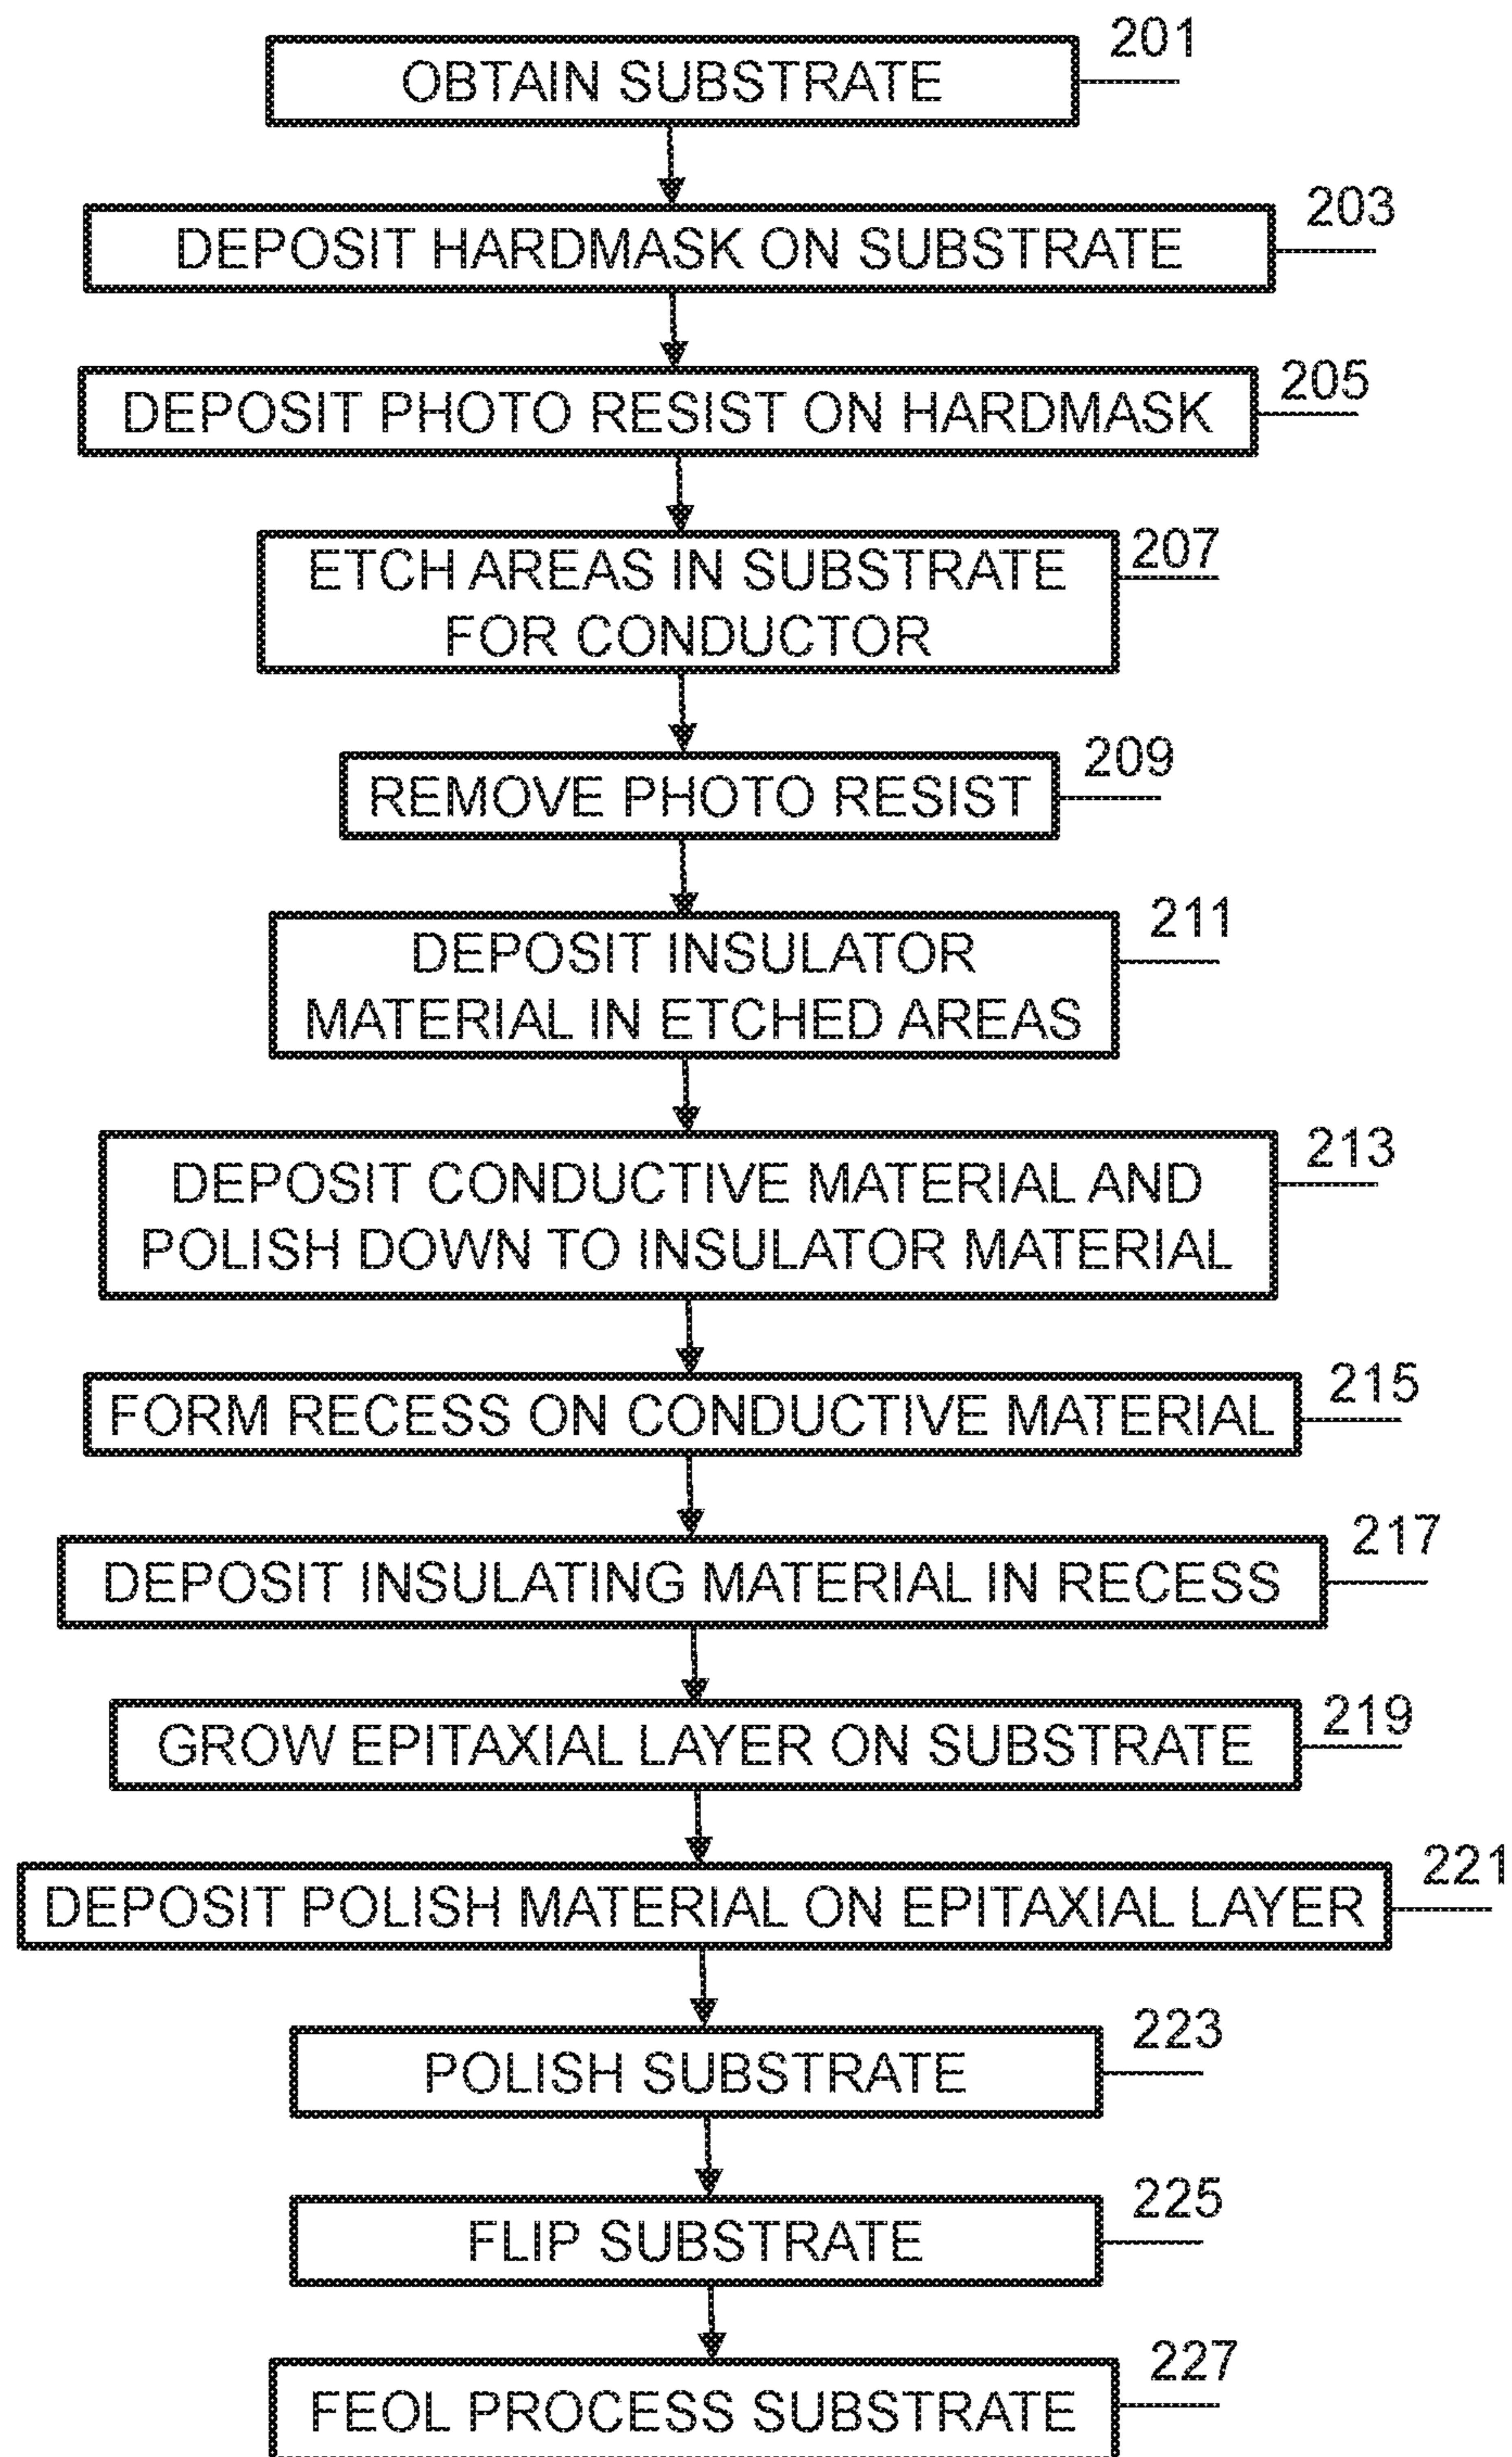 201
OBTAIN SUBSTRATE
203
DEPOSIT HARDMASK ON SUBSTRATE
205
DEPOSIT PHOTO RESIST ON HARDMASK
207
ETCH AREAS IN SUBSTRATE
FOR CONDUCTOR
209
REMOVE PHOTO RESIST
211
DEPOSIT INSULATOR
MATERIAL IN ETCHED AREAS
213
DEPOSIT CONDUCTIVE MATERIAL AND
POLISH DOWN TO INSULATOR MATERIAL
215
FORM RECESS ON CONDUCTIVE MATERIAL
217
DEPOSIT INSULATING MATERIAL IN RECESS
219
GROW EPITAXIAL LAYER ON SUBSTRATE
221
DEPOSIT POLISH MATERIAL ON EPITAXIAL LAYER
223
POLISH SUBSTRATE
225
FLIP SUBSTRATE
227
FEOL PROCESS SUBSTRATE